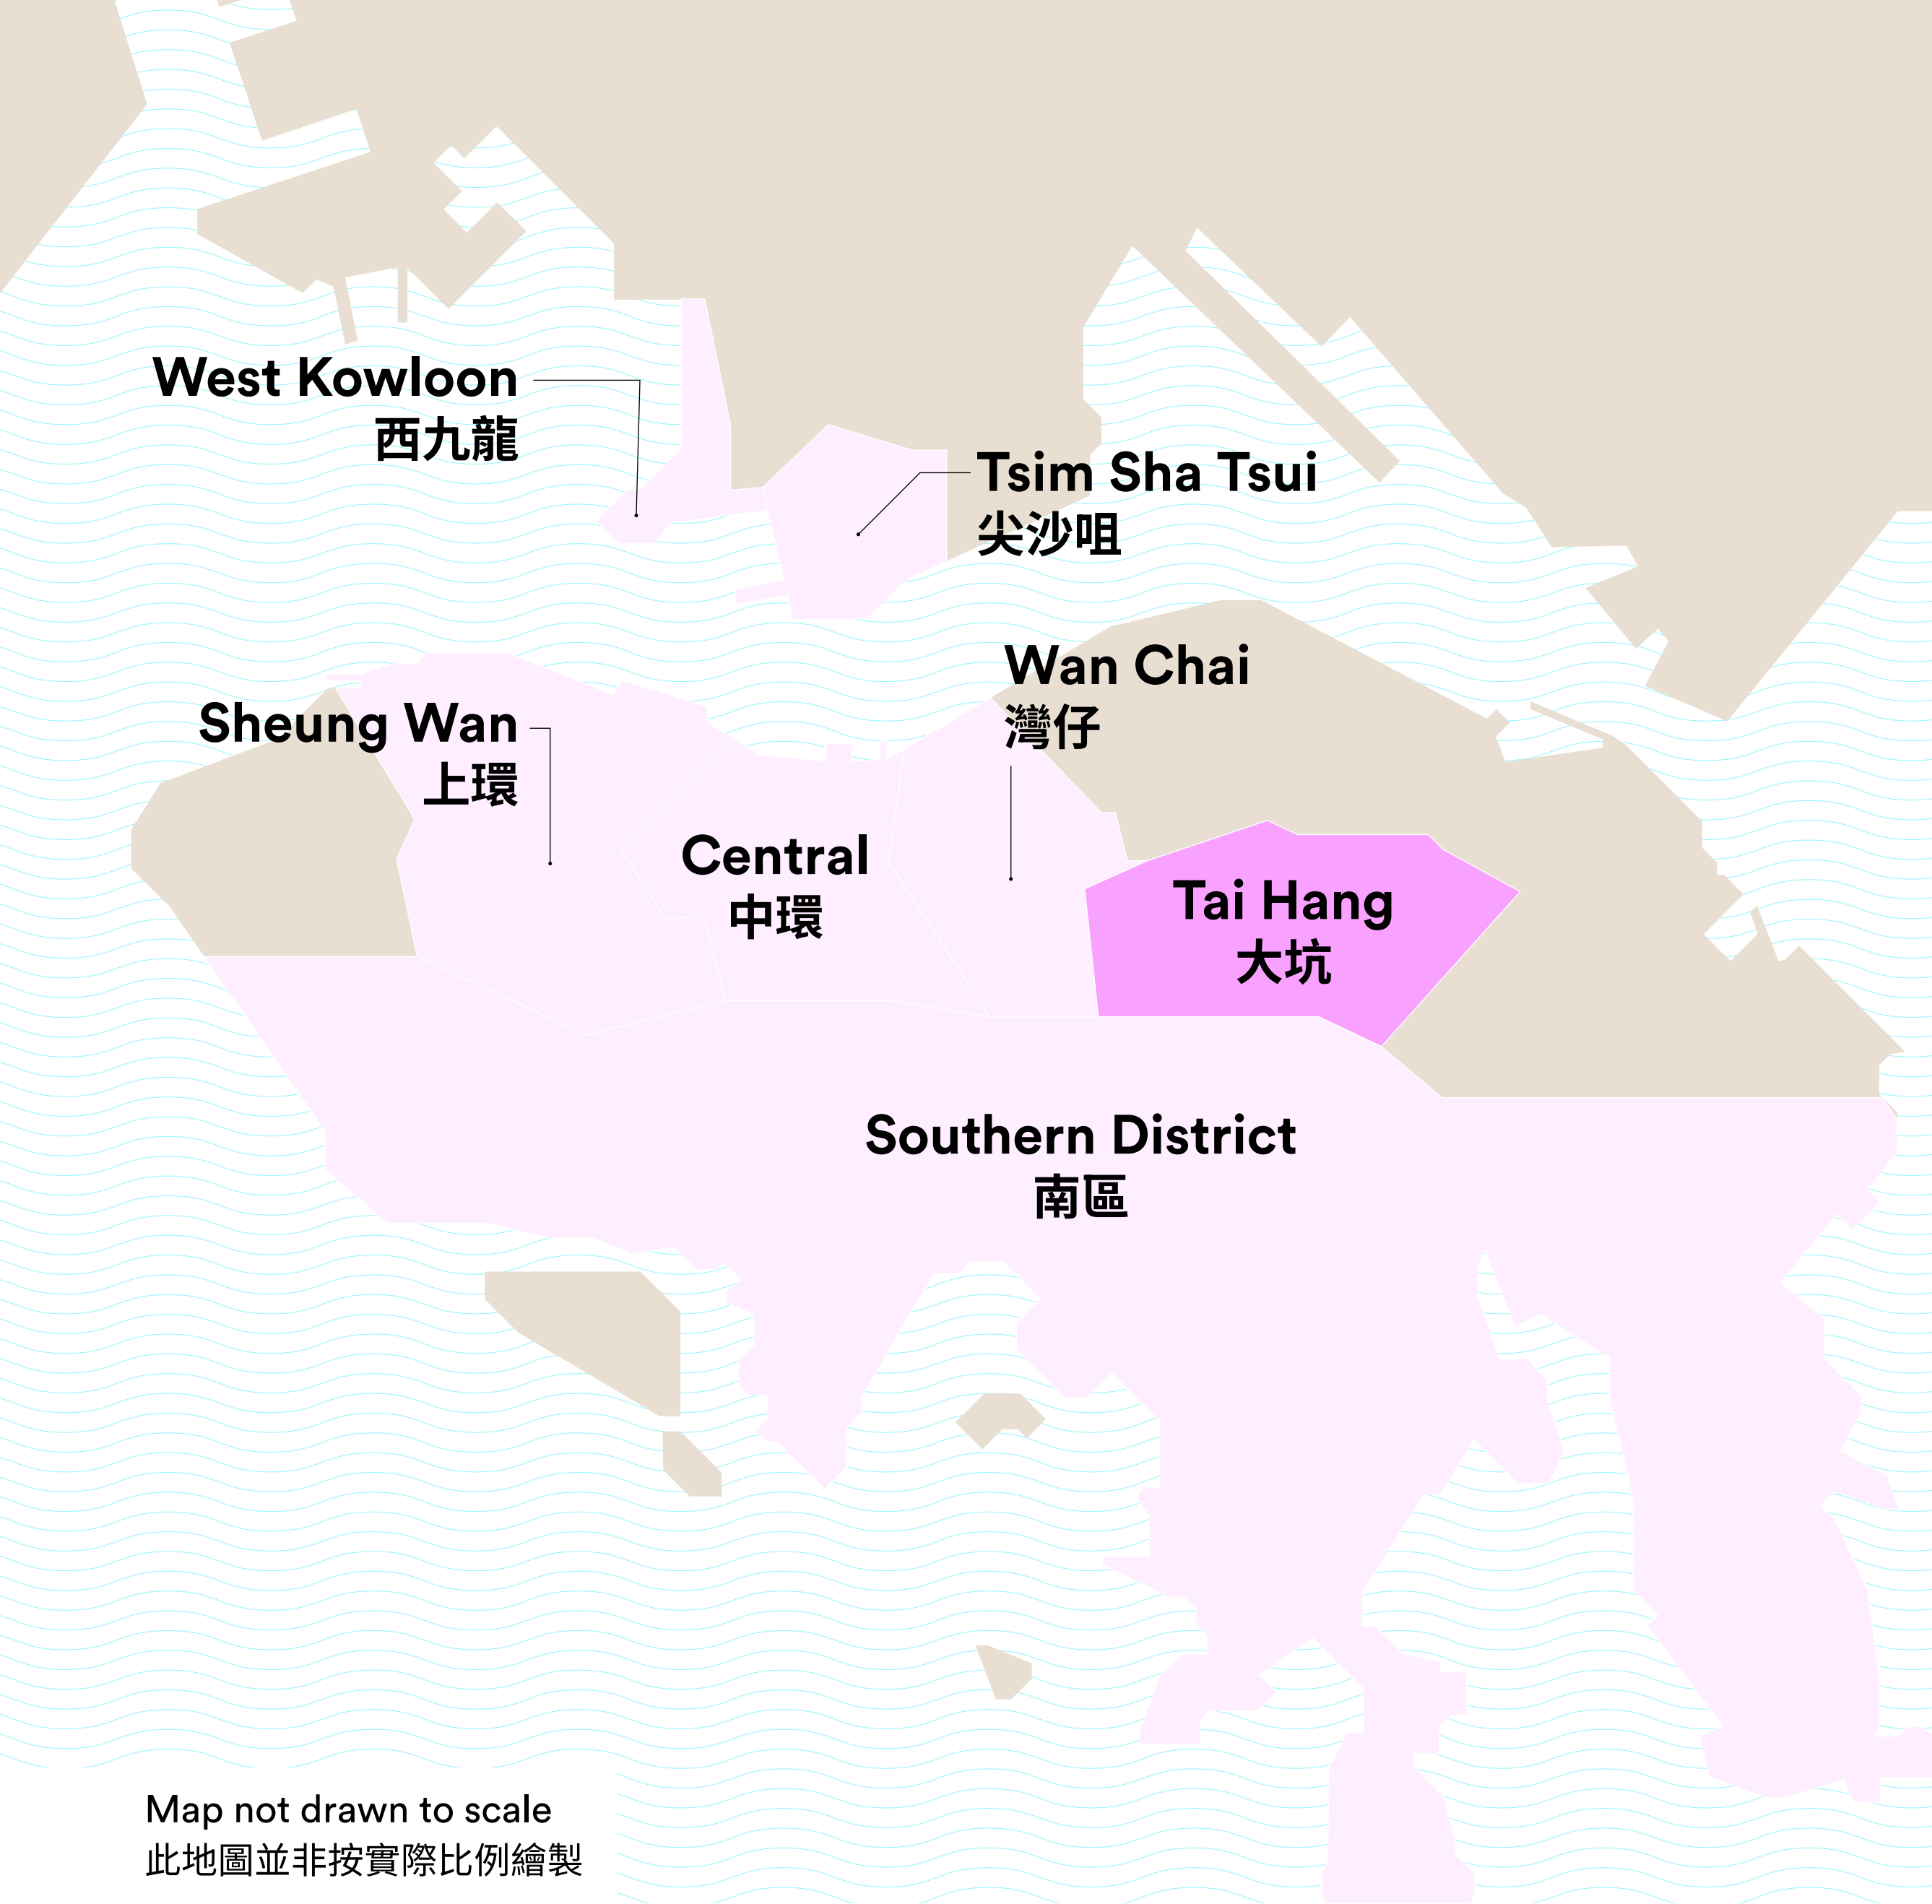 West Kowloon
西九龍
Tsim Sha Tsui
尖沙咀
Wan Chai
灣仔
Sheung Wan
上環
Central
中環
Tai Hang
大坑
Southern District
南區
Map not drawn to scale
此地圖並非按實際比例繪製